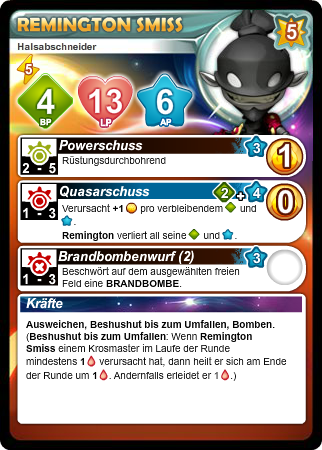 REMINGTON SMISS
Halsabschneider
5
5
4
BP
13
LP
6
AP
Powerschuss
3
1
2 - 5
Rüstungsdurchbohrend
Quasarschuss
2 + 4
0
1 - 3
Verursacht +1 pro verbleibendem und
.
Remington verliert all seine und .
Brandbombenwurf (2)
3
1 - 3
Beschwört auf dem ausgewählten freien
Feld eine BRANDBOMBE.
Kräfte
Ausweichen, Beshushut bis zum Umfallen, Bomben.
(Beshushut bis zum Umfallen: Wenn Remington
Smiss einem Krosmaster im Laufe der Runde
mindestens 1 verursacht hat, dann heilt er sich am Ende
der Runde um 1. Andernfalls erleidet er 1.)